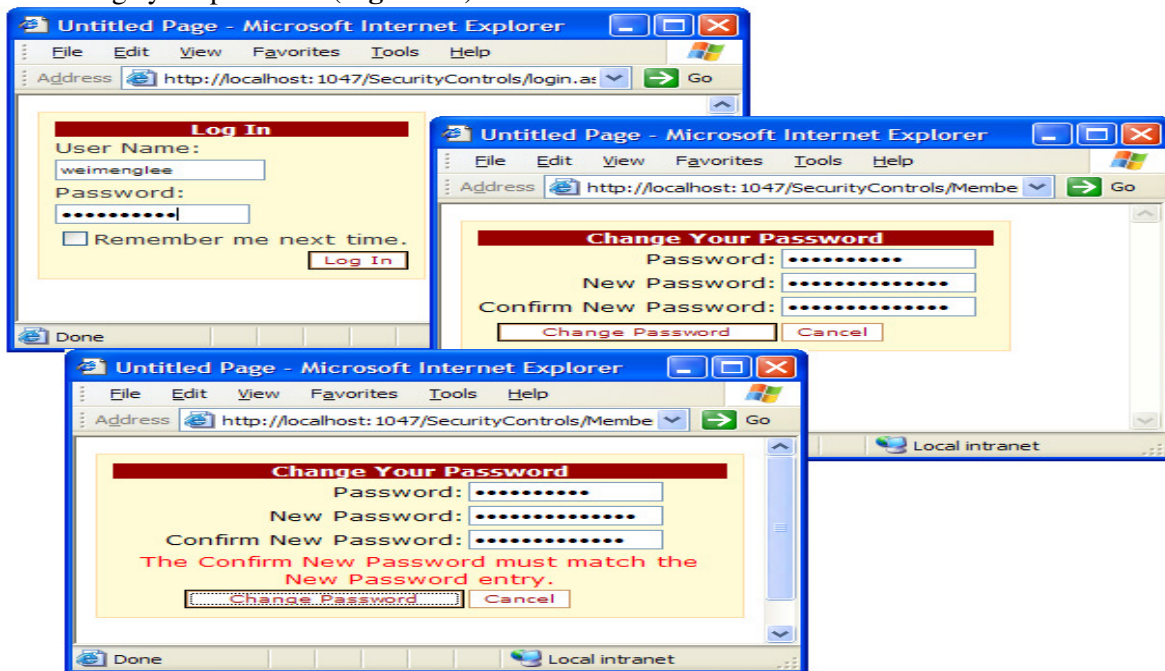 Untitled Page - Microsoft Internet Explorer
File Edit View Favorites Tools Help
Address http://localhost:1047/SecurityControls/login.as Go
Log In
User Name:
weimenglee
Password:
••••••••••
Remember me next time.
Log In
Done
Untitled Page - Microsoft Internet Explorer
File Edit View Favorites Tools Help
Address http://localhost:1047/SecurityControls/Membe Go
Change Your Password
Password: ••••••••••
New Password: ••••••••••••••
Confirm New Password: ••••••••••••••
Change Password Cancel
Local intranet
Untitled Page - Microsoft Internet Explorer
File Edit View Favorites Tools Help
Address http://localhost:1047/SecurityControls/Membe Go
Change Your Password
Password: ••••••••••
New Password: ••••••••••••••
Confirm New Password: •••••••••••••
The Confirm New Password must match the
New Password entry.
Change Password Cancel
Done Local intranet